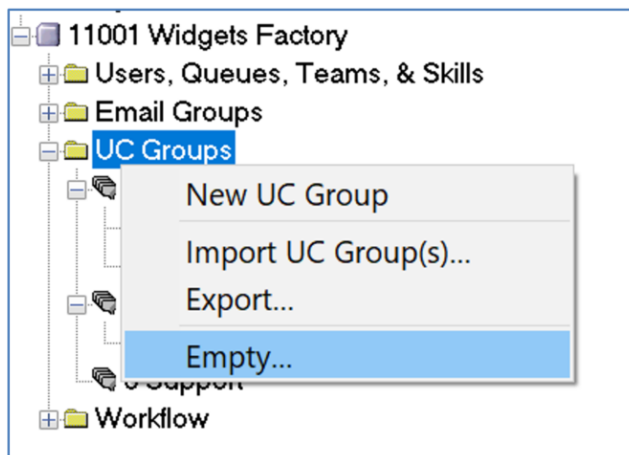 11001 Widgets Factory
Users, Queues, Teams, & Skills
Email Groups
UC Groups
New UC Group
Import UC Group(s)...
Export...
Empty...
Support
Workflow